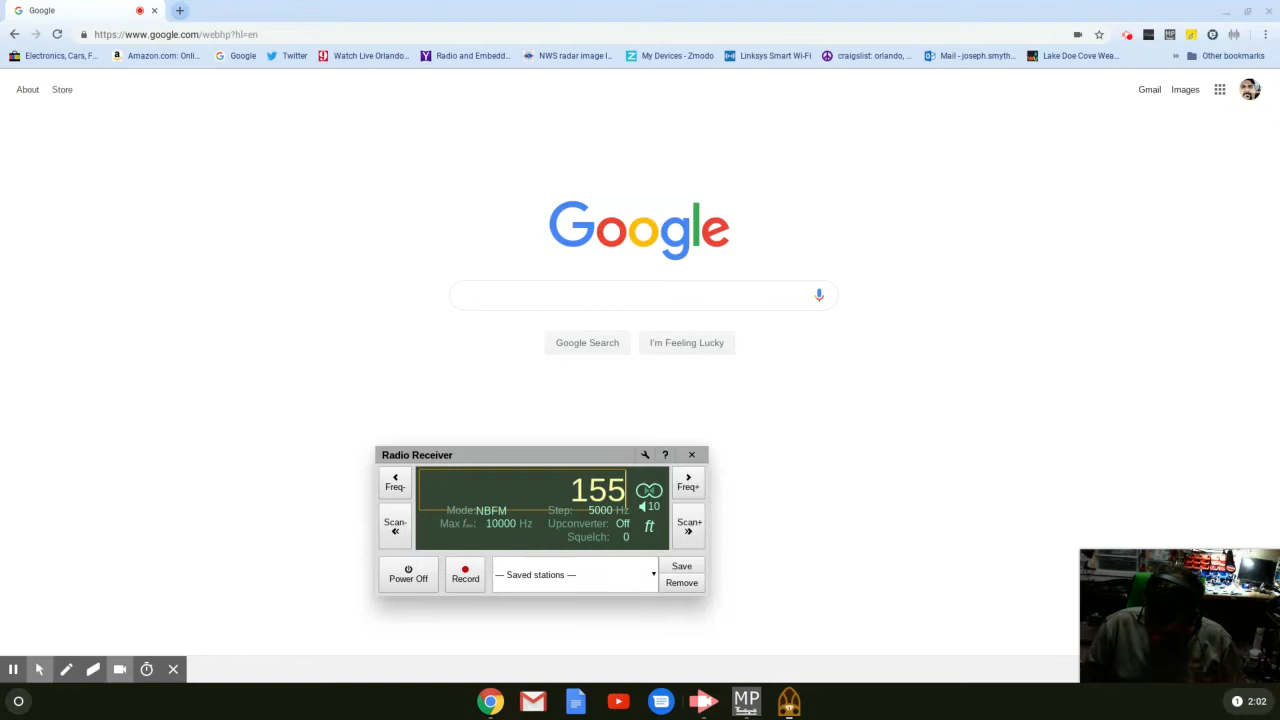 Google
https://www.google.com/webhp?hl=en
Electronics, Cars, F...
Amazon.com: Onli...
Google
Twitter
Watch Live Orlando...
Radio and Embedd...
NWS radar image l...
My Devices - Zmodo
Linksys Smart Wi-Fi
craigslist: orlando, ...
Mail - joseph.smyth...
Lake Doe Cove Wea...
»
Other bookmarks
About
Store
Gmail
Images
Google
Google Search
I'm Feeling Lucky
Radio Receiver
?
Freq-
155
Freq+
Mode: NBFM
Step: 5000 Hz
10
Max fdev: 10000 Hz
Upconverter: Off
ft
Squelch: 0
Scan-
Scan+
Power Off
Record
— Saved stations —
Save
Remove
MP
1
2:02